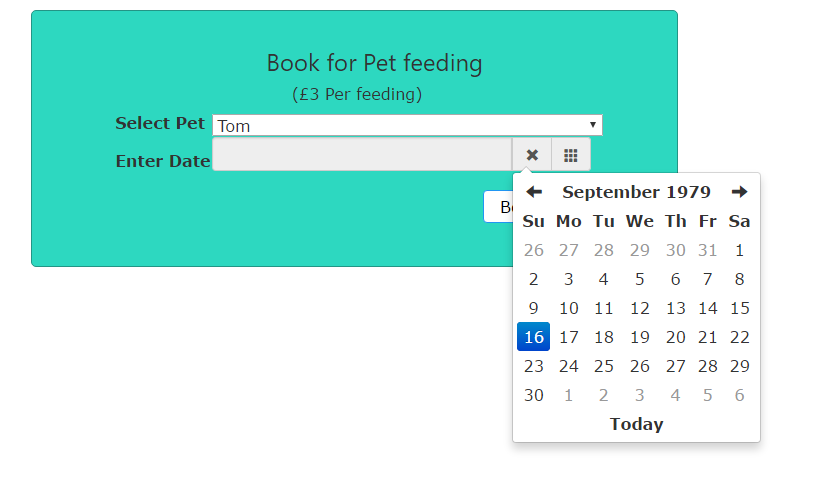 Book for Pet feeding
(£3 Per feeding)
Select Pet Tom
Enter Date
September 1979
Su Mo Tu We Th Fr Sa
26 27 28 29 30 31 1
2 3 4 5 6 7 8
9 10 11 12 13 14 15
16 17 18 19 20 21 22
23 24 25 26 27 28 29
30 1 2 3 4 5 6
Today